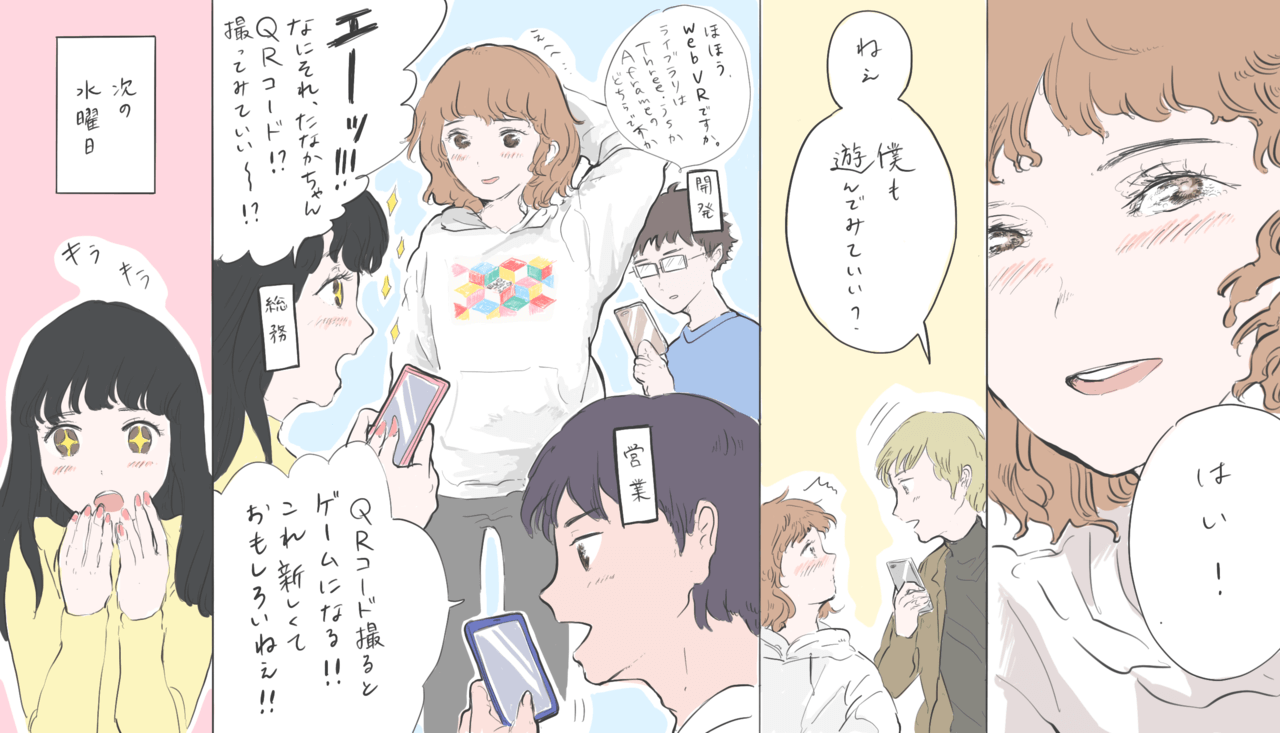 次の
水曜日
キラ
キラ
エーッ!!!
なにそれ、たなかちゃん
QRコード!?
撮ってみていい〜!?
総務
えへへ
ほほう、
webVRですか。
ライブラリは
Three.
Aframeの
どちらですか
開発
営業
QRコード撮ると
ゲームになる!!
これ新しくて
おもしろいねえ!!
ねぇ
僕も
遊んでみていい?
はい!